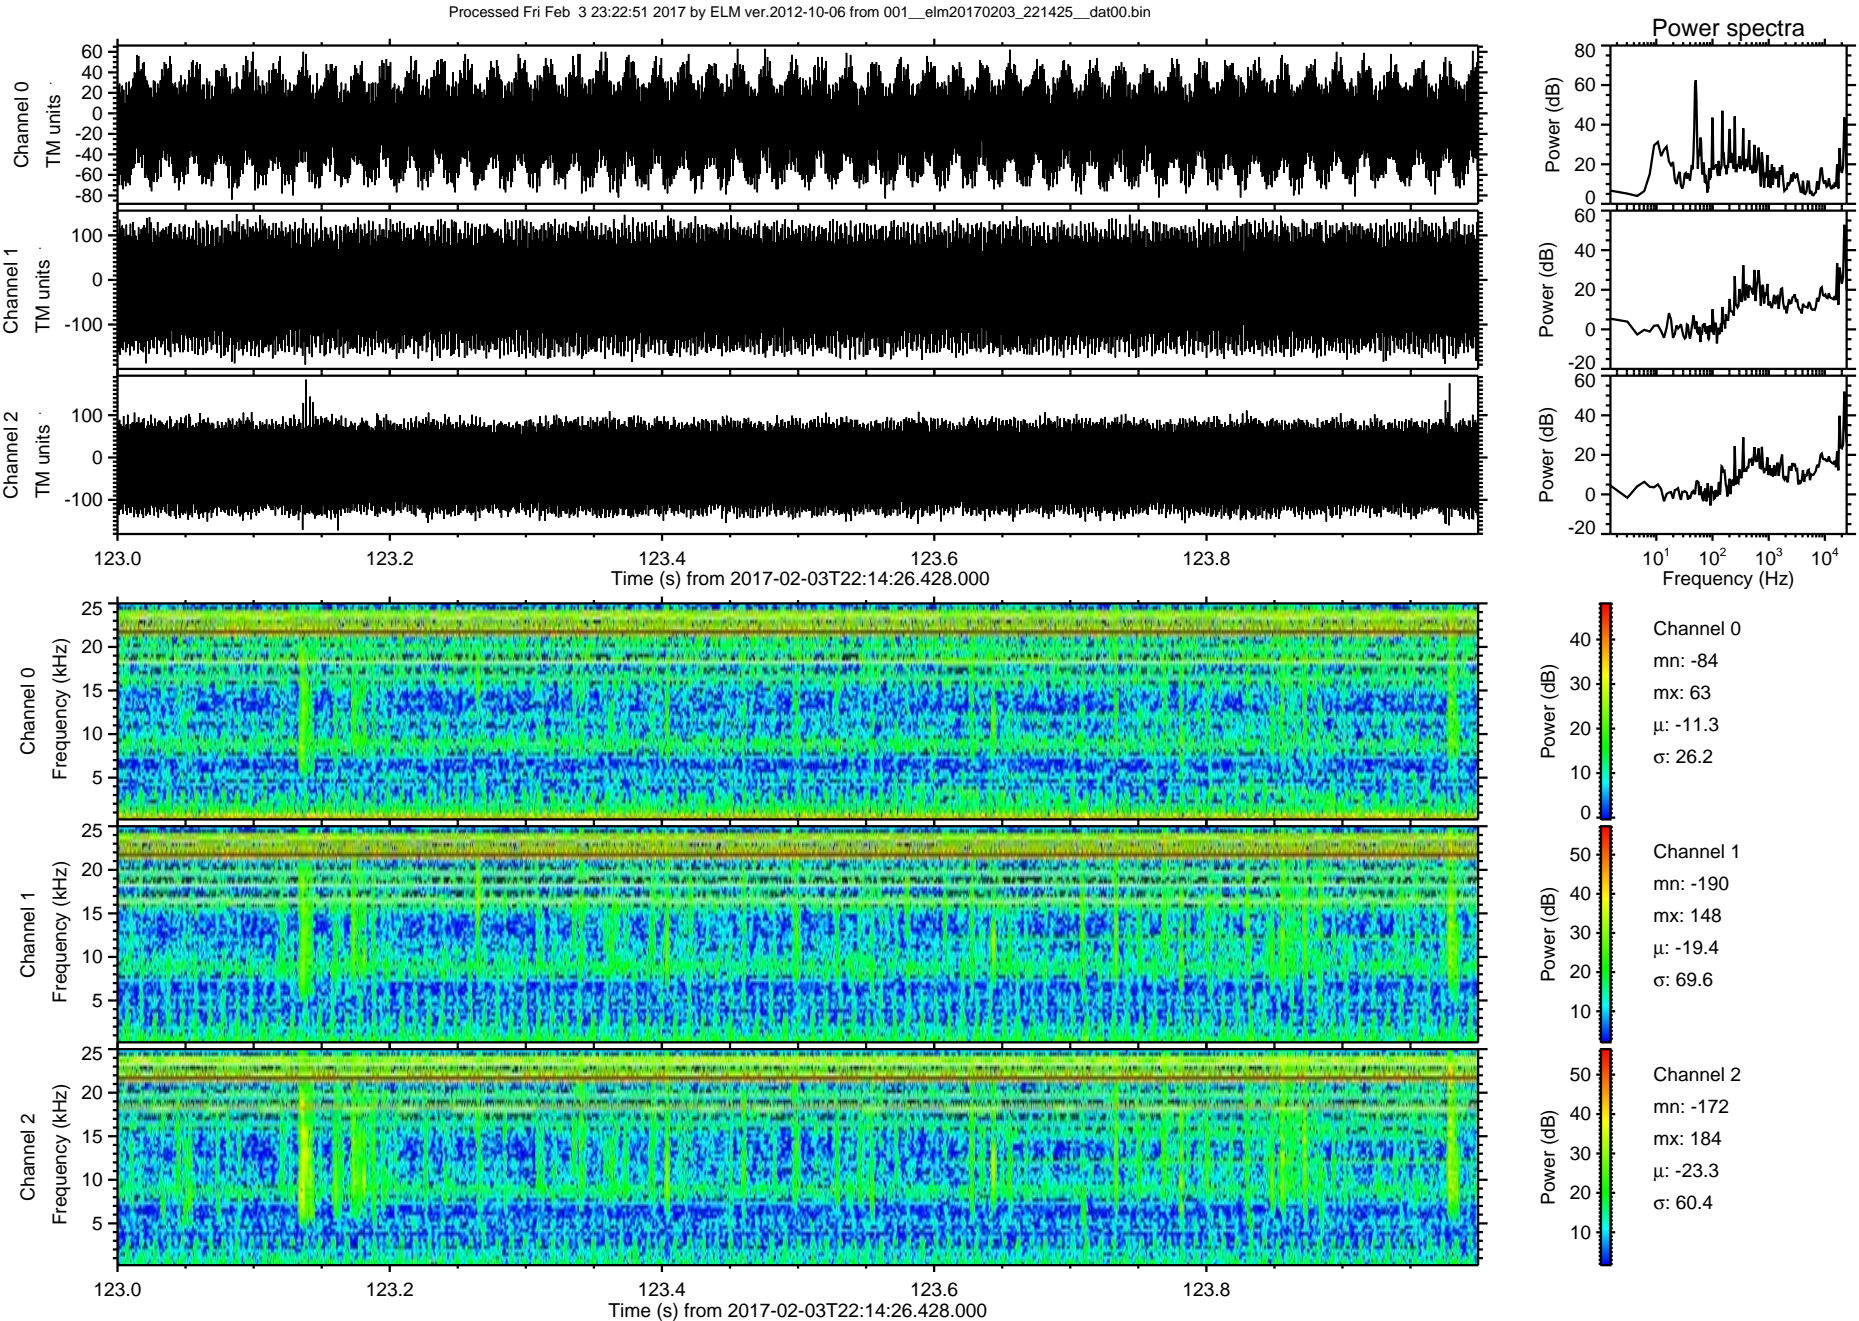 Processed Fri Feb  3 23:22:51 2017 by ELM ver.2012-10-06 from 001__elm20170203_221425__dat00.bin
Power spectra
Channel 0
TM units
60
40
20
0
-20
-40
-60
-80
Power (dB)
80
60
40
20
0
Channel 1
TM units
100
0
-100
Power (dB)
60
40
20
0
-20
Channel 2
TM units
100
0
-100
Power (dB)
60
40
20
0
-20
123.0 123.2 123.4 123.6 123.8
Time (s) from 2017-02-03T22:14:26.428.000
10^1 10^2 10^3 10^4
Frequency (Hz)
Channel 0
Frequency (kHz)
25
20
15
10
5
Power (dB)
40
30
20
10
0
Channel 0
mn: -84
mx: 63
μ: -11.3
σ: 26.2
Channel 1
Frequency (kHz)
25
20
15
10
5
Power (dB)
50
40
30
20
10
Channel 1
mn: -190
mx: 148
μ: -19.4
σ: 69.6
Channel 2
Frequency (kHz)
25
20
15
10
5
Power (dB)
50
40
30
20
10
Channel 2
mn: -172
mx: 184
μ: -23.3
σ: 60.4
123.0 123.2 123.4 123.6 123.8
Time (s) from 2017-02-03T22:14:26.428.000